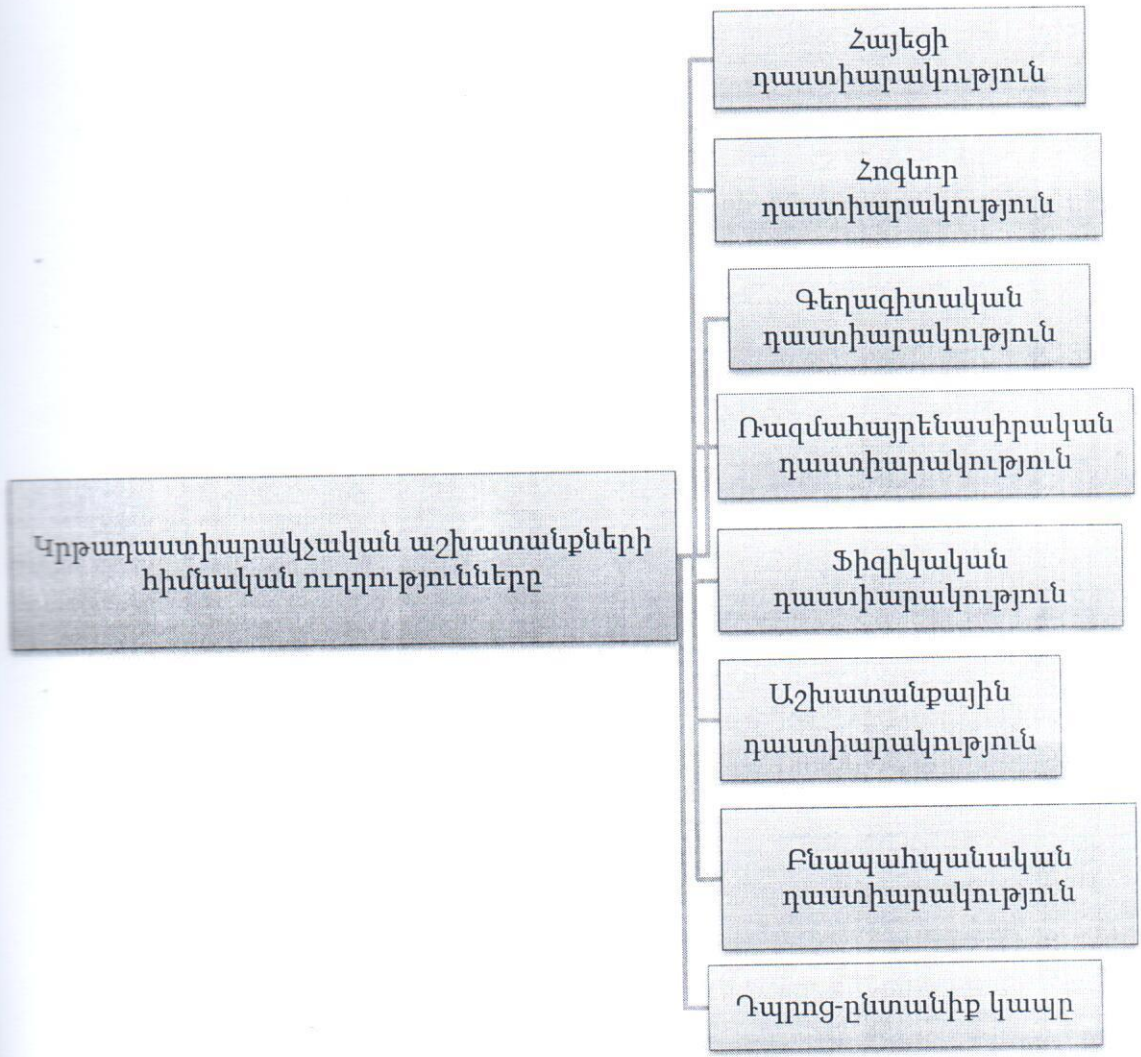 Հայեցի
դաստիարակություն
Հոգևոր
դաստիարակություն
Գեղագիտական
դաստիարակություն
Ռազմահայրենասիրական
դաստիարակություն
Կրթադաստիարակչական աշխատանքների
հիմնական ուղղությունները
Ֆիզիկական
դաստիարակություն
Աշխատանքային
դաստիարակություն
Բնապահպանական
դաստիարակություն
Դպրոց-ընտանիք կապը